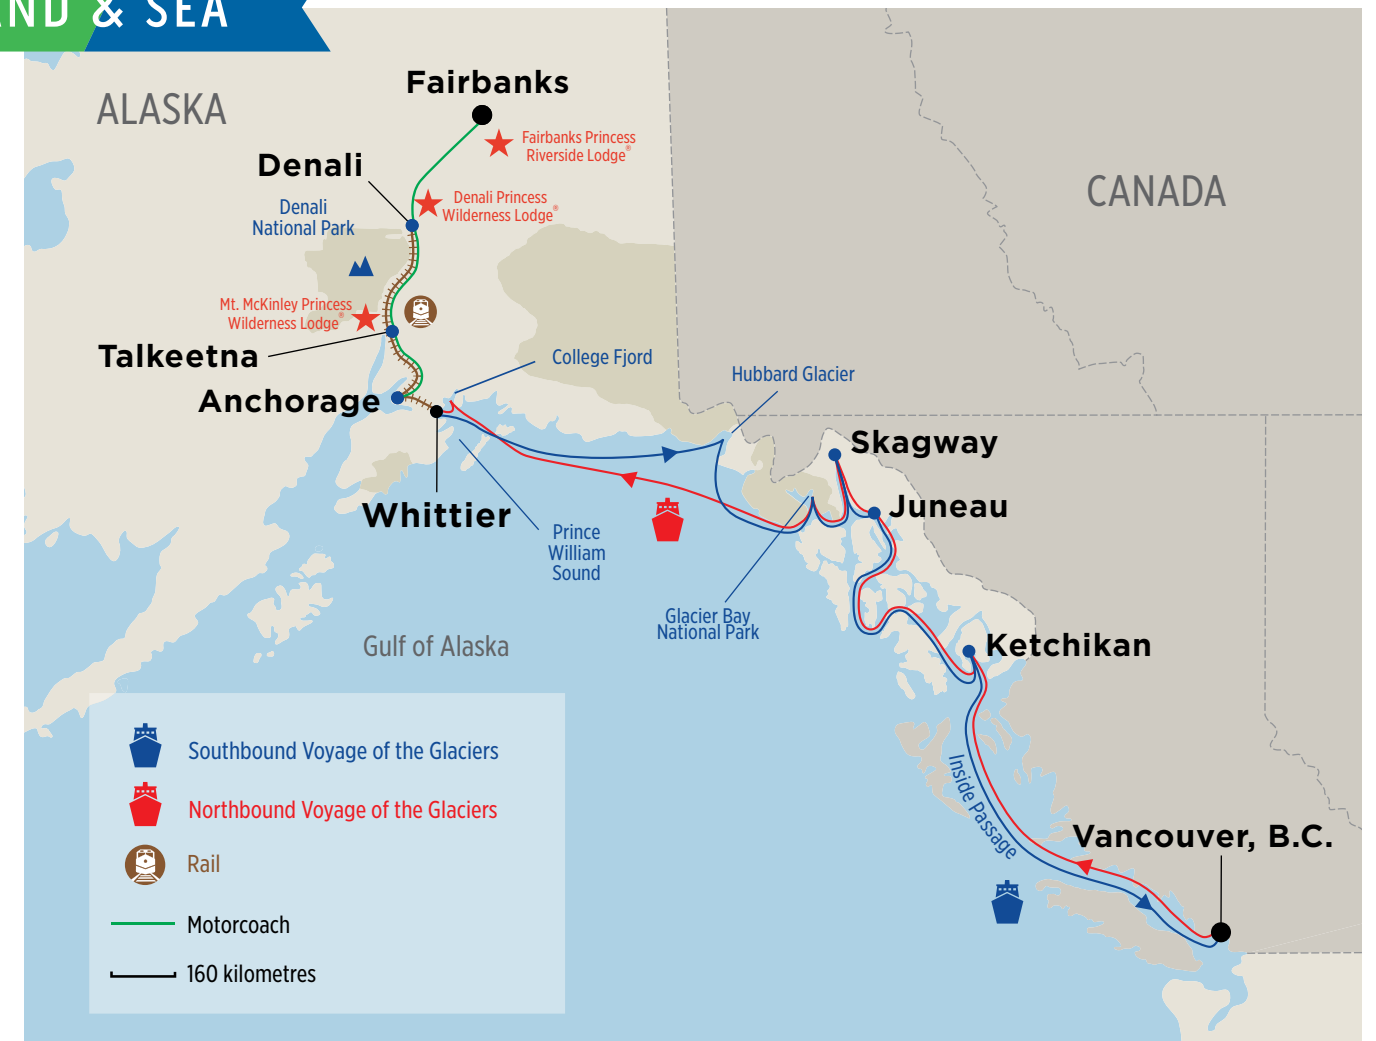 & SEA
ALASKA
Fairbanks
Fairbanks Princess
Riverside Lodge®
Denali
Denali Princess
Wilderness Lodge®
Denali
National Park
CANADA
Mt. McKinley Princess
Wilderness Lodge®
Talkeetna
College Fjord
Hubbard Glacier
Anchorage
Skagway
Whittier
Juneau
Prince
William
Sound
Glacier Bay
National Park
Gulf of Alaska
Ketchikan
Southbound Voyage of the Glaciers
Northbound Voyage of the Glaciers
Rail
Motorcoach
160 kilometres
Inside Passage
Vancouver, B.C.